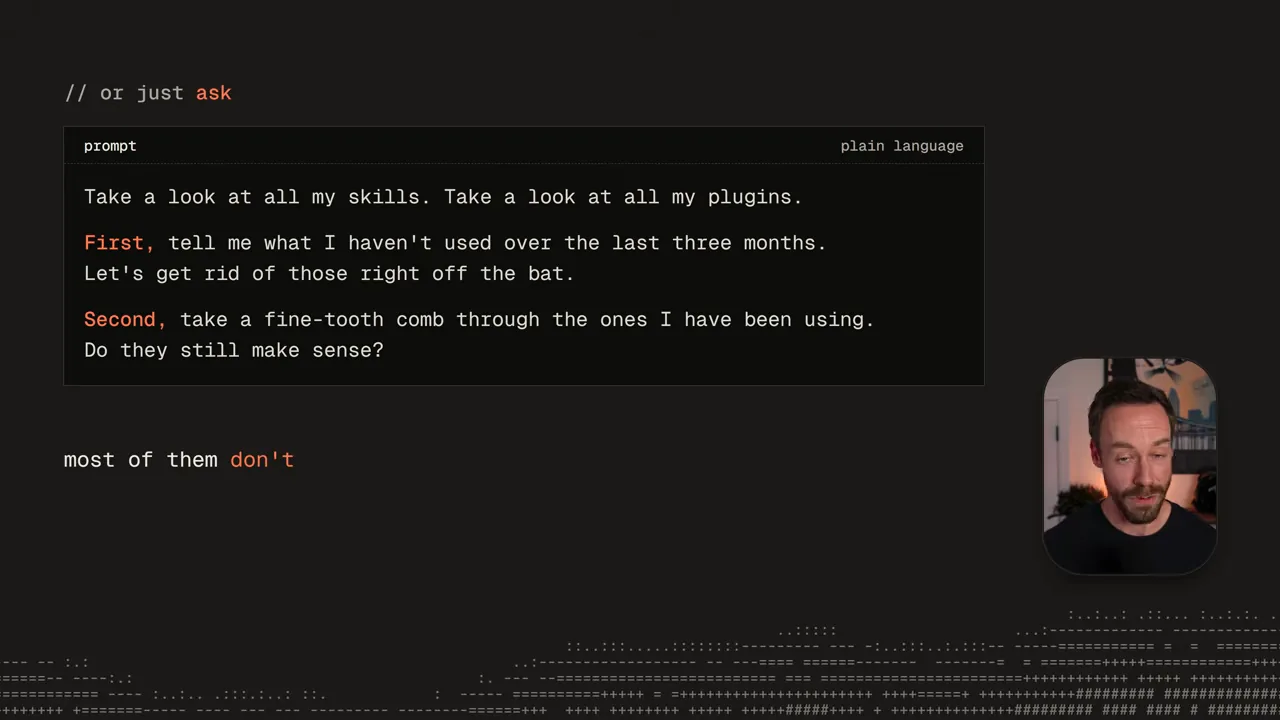 // or just ask
prompt
plain language
Take a look at all my skills. Take a look at all my plugins.
First, tell me what I haven't used over the last three months.
Let's get rid of those right off the bat.
Second, take a fine-tooth comb through the ones I have been using.
Do they still make sense?
most of them don't